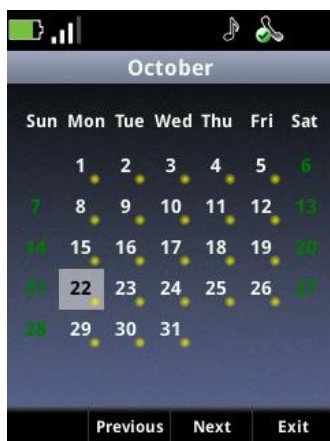 October
Sun Mon Tue Wed Thu Fri Sat
1 2 3 4 5 6
7 8 9 10 11 12 13
14 15 16 17 18 19 20
21 22 23 24 25 26 27
28 29 30 31
Previous Next Exit